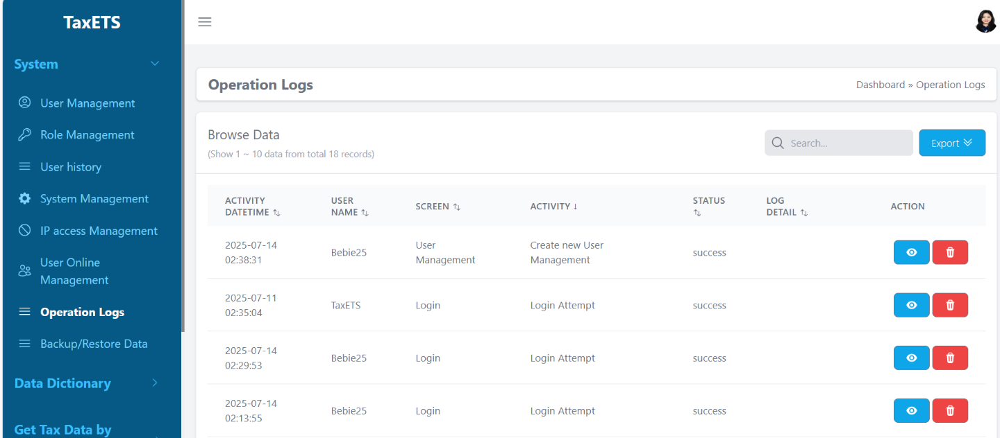 TaxETS
System
User Management
Role Management
User history
System Management
IP access Management
User Online
Management
Operation Logs
Backup/Restore Data
Data Dictionary
Get Tax Data by
Operation Logs
Dashboard » Operation Logs
Browse Data
(Show 1 ~ 10 data from total 18 records)
Search...
Export
ACTIVITY
DATETIME
USER
NAME
SCREEN
ACTIVITY
STATUS
LOG
DETAIL
ACTION
2025-07-14
02:38:31
Bebie25
User
Management
Create new User
Management
success
2025-07-11
02:35:04
TaxETS
Login
Login Attempt
success
2025-07-14
02:29:53
Bebie25
Login
Login Attempt
success
2025-07-14
02:13:55
Bebie25
Login
Login Attempt
success